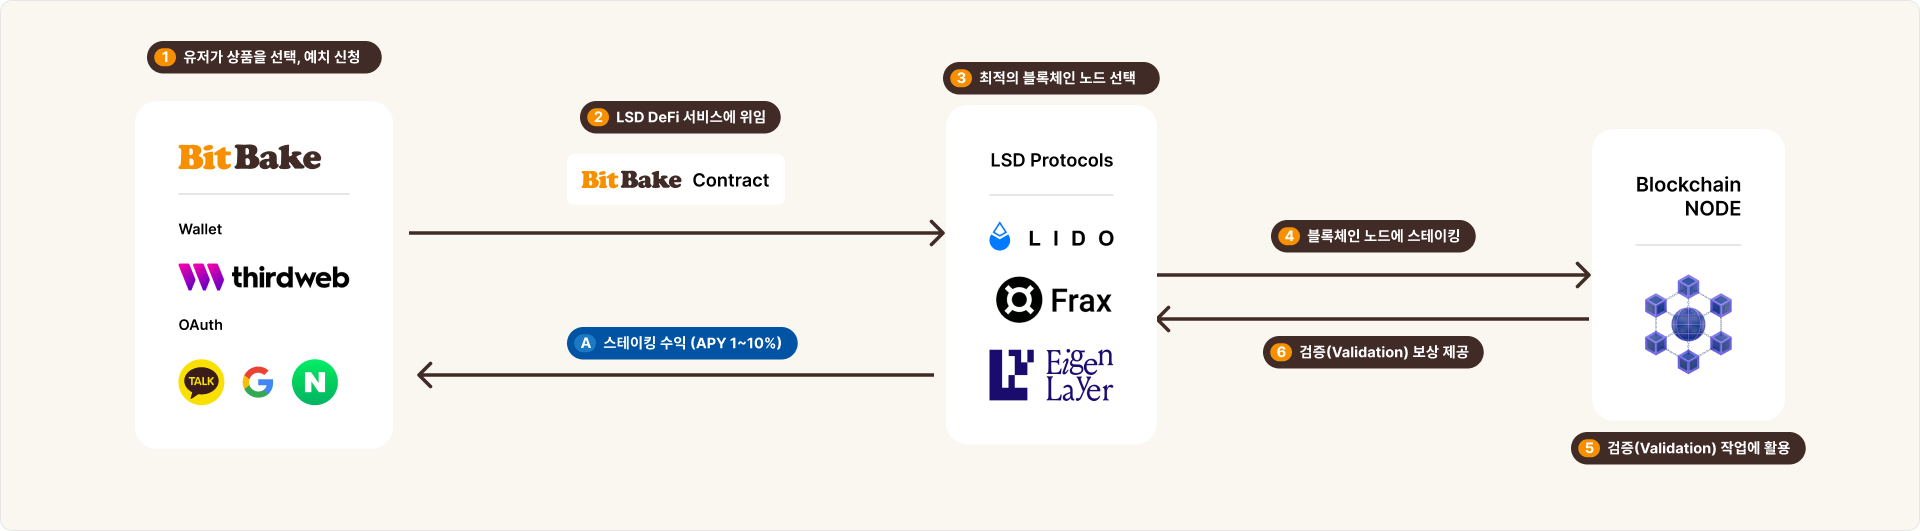 1 유저가 상품을 선택, 예치 신청
BitBake
Wallet
thirdweb
OAuth
TALK
G
N
2 LSD DeFi 서비스에 위임
BitBake Contract
A 스테이킹 수익 (APY 1~10%)
3 최적의 블록체인 노드 선택
LSD Protocols
LIDO
Frax
Eigen
Layer
4 블록체인 노드에 스테이킹
6 검증(Validation) 보상 제공
Blockchain
NODE
5 검증(Validation) 작업에 활용